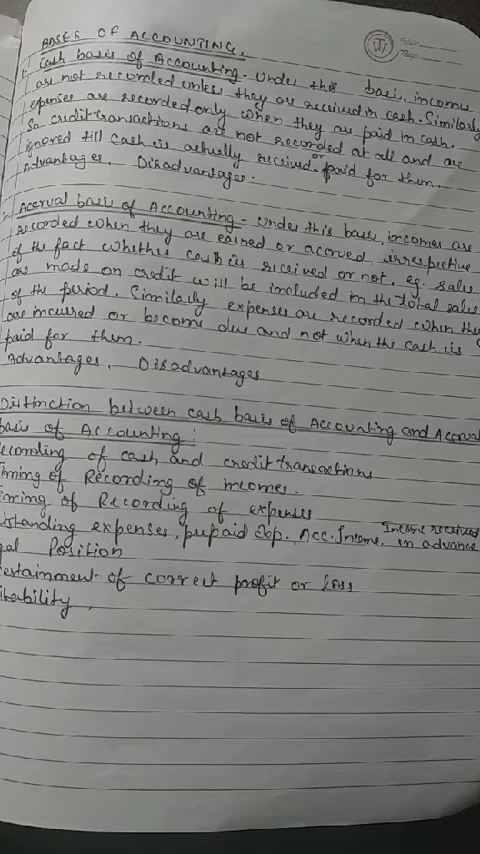 BASES OF ACCOUNTING.
Cash basis of Accounting - Under this basis, incomes
are not recorded unless they are received in cash. Similarly
expenses are recorded only when they are paid in cash.
So credit transactions are not recorded at all and are
ignored till cash is actually received or paid for them.
Advantages, Disadvantages.
Accrual basis of Accounting - Under this basis, incomes are
recorded when they are earned or accrued, irrespective
of the fact whether cash is received or not. eg. sales
are made on credit will be included in the total sales
of the period. Similarly expenses are recorded when they
are incurred or become due and not when the cash is
paid for them.
Advantages, Disadvantages
Distinction between cash basis of Accounting and Accrual
basis of Accounting:
ecording of cash and credit transactions
iming of Recording of incomes.
iming of Recording of expenses
tstanding expenses, prepaid Exp. Acc. Income, Income received in advance
gal Position
certainment of correct profit or loss
itability,